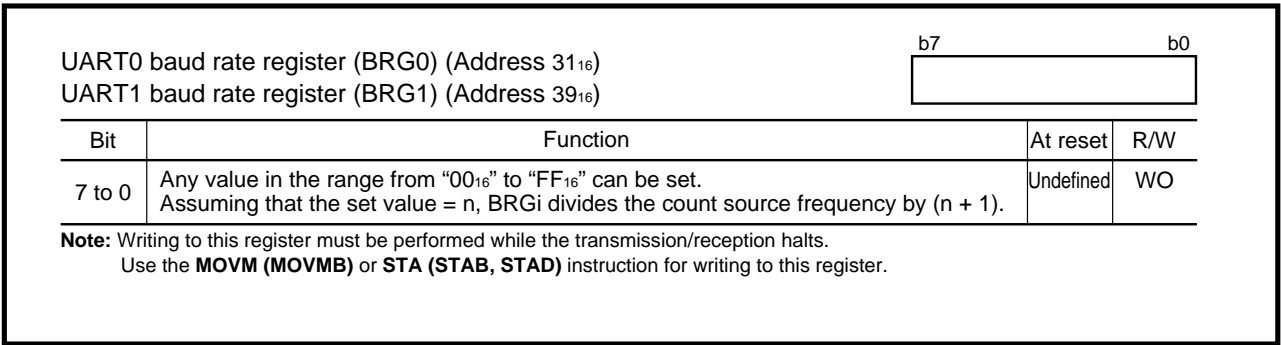 b7 b0
UART0 baud rate register (BRG0) (Address 31₁₆)
UART1 baud rate register (BRG1) (Address 39₁₆)
Bit Function At reset R/W
7 to 0 Any value in the range from “00₁₆” to “FF₁₆” can be set. Undefined WO
Assuming that the set value = n, BRGi divides the count source frequency by (n + 1).
Note: Writing to this register must be performed while the transmission/reception halts.
Use the MOVM (MOVMB) or STA (STAB, STAD) instruction for writing to this register.